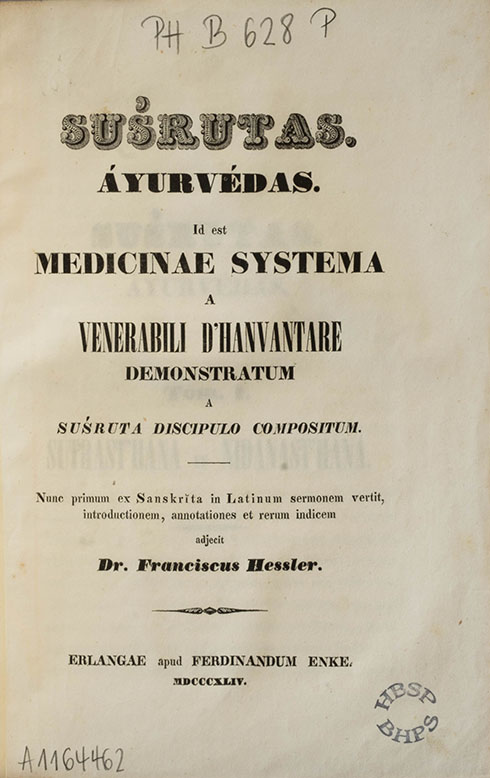 PH B 628 P
SUŚRUTAS.
ÁYURVÉDAS.
Id est
MEDICINAE SYSTEMA
A
VENERABILI D'HANVANTARE
DEMONSTRATUM
A
SUŚRUTA DISCIPULO COMPOSITUM.
Nunc primum ex Sanskrĭta in Latinum sermonem vertit,
introductionem, annotationes et rerum indicem
adjecit
Dr. Franciscus Hessler.
ERLANGAE apud FERDINANDUM ENKE.
MDCCCXLIV.
HBSP
BHPS
A1164462